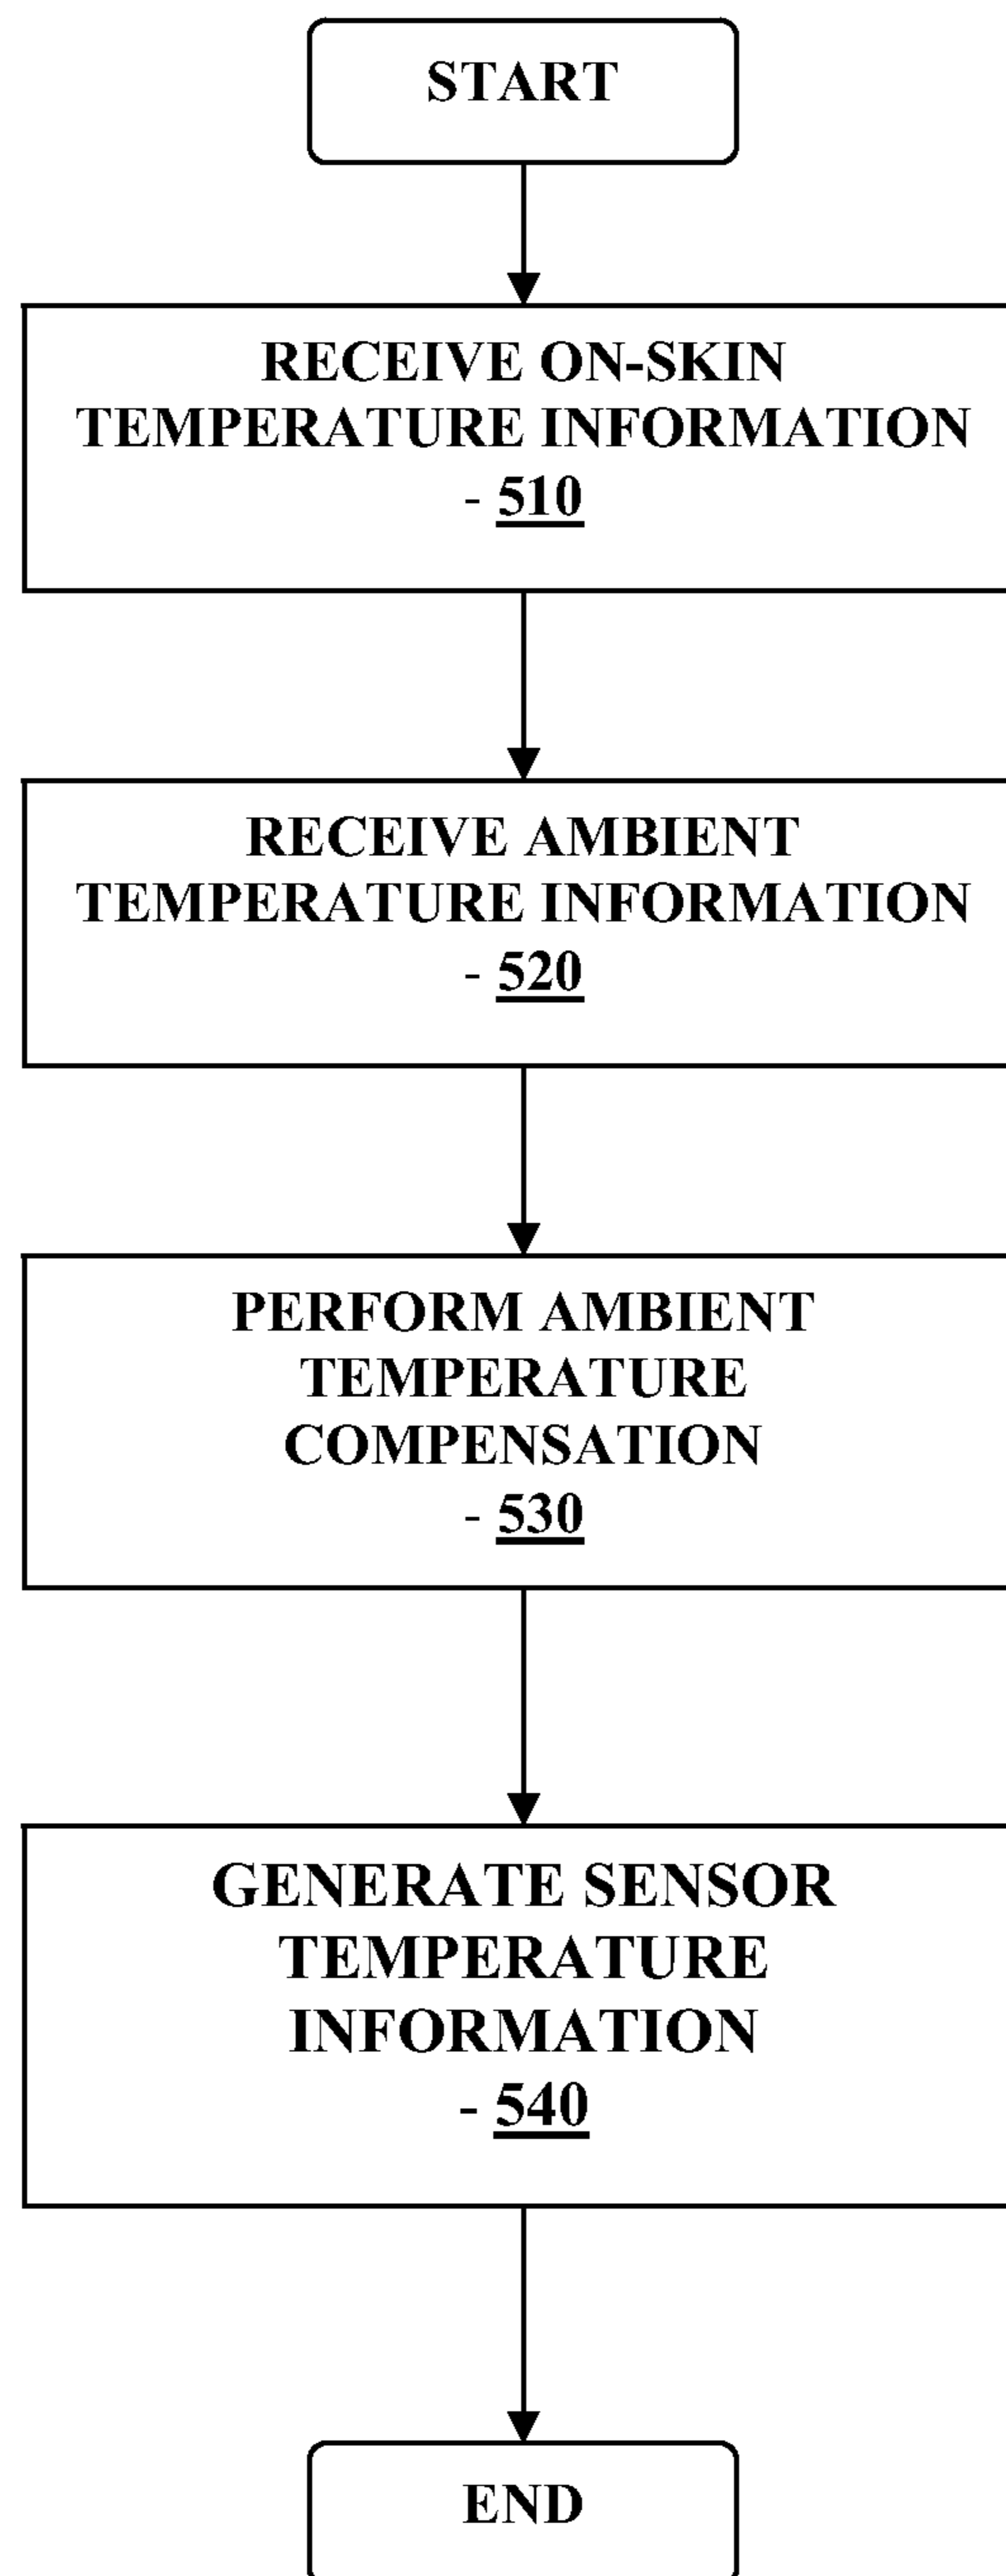 START
RECEIVE ON-SKIN
TEMPERATURE INFORMATION
- 510
RECEIVE AMBIENT
TEMPERATURE INFORMATION
- 520
PERFORM AMBIENT
TEMPERATURE
COMPENSATION
- 530
GENERATE SENSOR
TEMPERATURE
INFORMATION
- 540
END